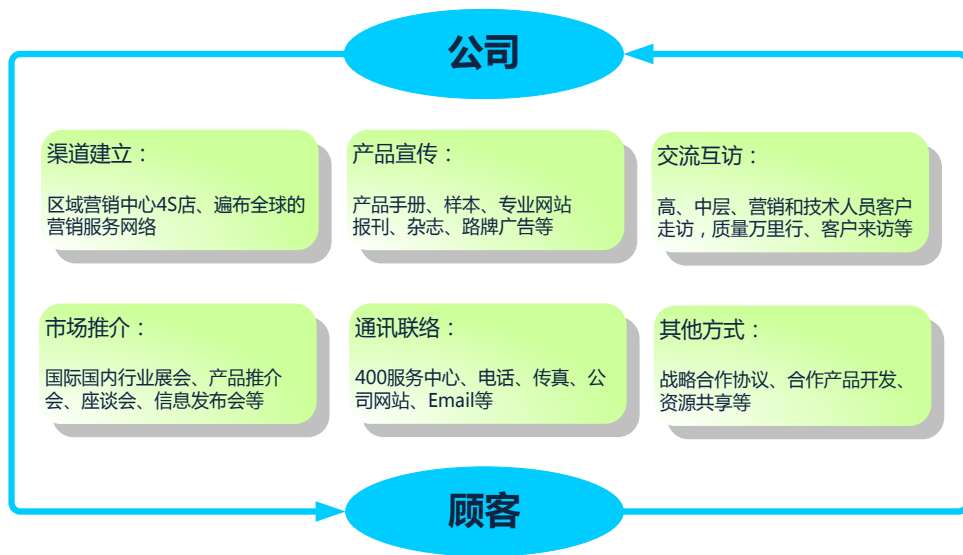 公司
渠道建立：
区域营销中心4S店、遍布全球的
营销服务网络
产品宣传：
产品手册、样本、专业网站
报刊、杂志、路牌广告等
交流互访：
高、中层、营销和技术人员客户
走访，质量万里行、客户来访等
市场推介：
国际国内行业展会、产品推介
会、座谈会、信息发布会等
通讯联络：
400服务中心、电话、传真、公
司网站、Email等
其他方式：
战略合作协议、合作产品开发、
资源共享等
顾客